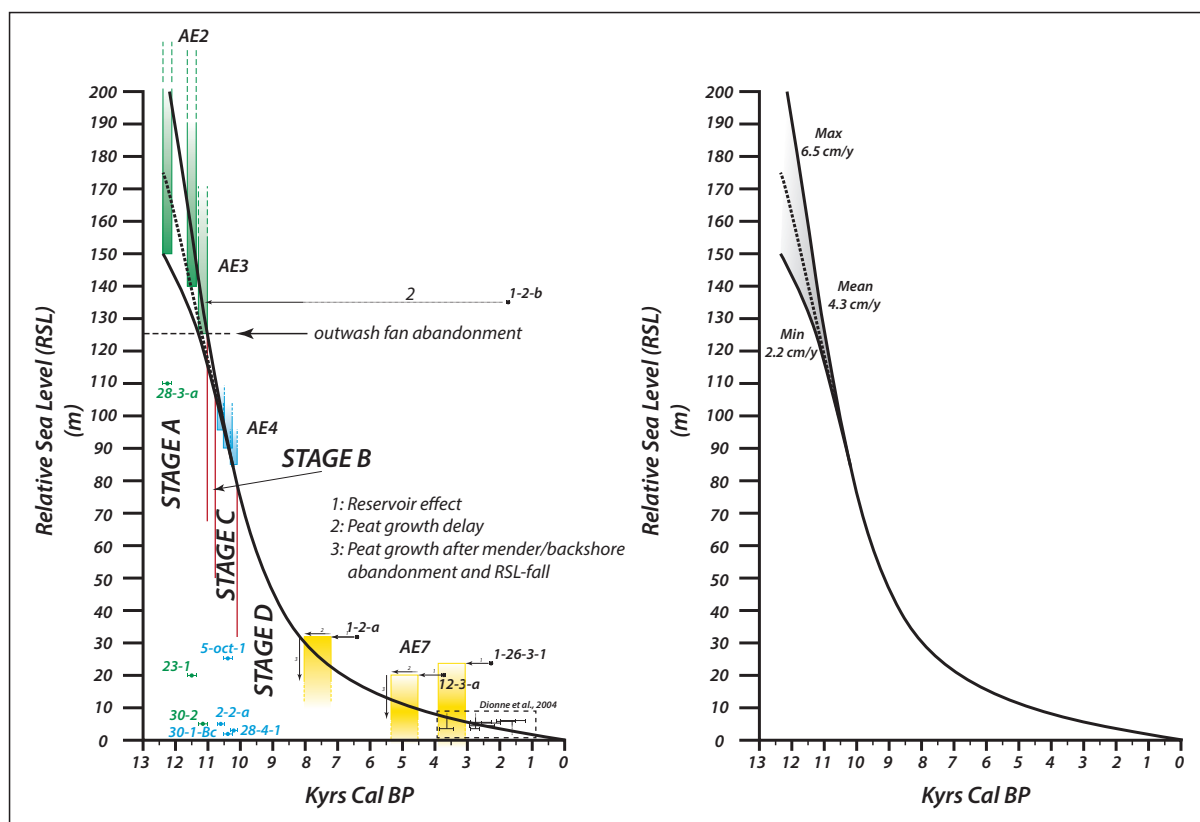 AE2
200
190
180
170
160
150
140
130
120
110
100
90
80
70
60
50
40
30
20
10
0
Relative Sea Level (RSL)
(m)
AE3
2
1-2-b
outwash fan abandonment
28-3-a
STAGE A
AE4
STAGE B
STAGE C
1: Reservoir effect
2: Peat growth delay
3: Peat growth after mender/backshore
abandonment and RSL-fall
STAGE D
5-oct-1
23-1
30-2
2-2-a
30-1-Bc
28-4-1
2
1
1-2-a
3
AE7
2
1
12-3-a
3
1
1-26-3-1
Dionne et al., 2004
13 12 11 10 9 8 7 6 5 4 3 2 1 0
Kyrs Cal BP
200
190
180
170
160
150
140
130
120
110
100
90
80
70
60
50
40
30
20
10
0
Relative Sea Level (RSL)
(m)
Max
6.5 cm/y
Mean
4.3 cm/y
Min
2.2 cm/y
13 12 11 10 9 8 7 6 5 4 3 2 1 0
Kyrs Cal BP